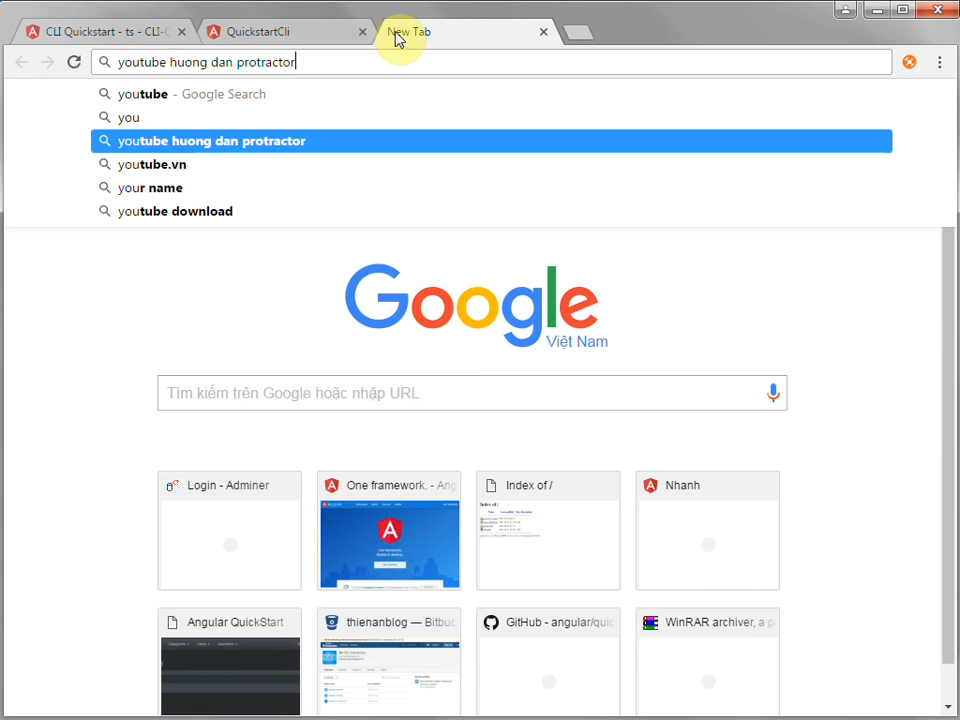 CLI Quickstart - ts - CLI-Q
QuickstartCli
New Tab
youtube huong dan protractor
youtube - Google Search
you
youtube huong dan protractor
youtube.vn
your name
youtube download
Google
Việt Nam
Tìm kiếm trên Google hoặc nhập URL
Login - Adminer
One framework. - Ang
Index of /
Nhanh
Index of /
Angular QuickStart
thienanblog — Bitbuc
GitHub - angular/quic
WinRAR archiver, a p